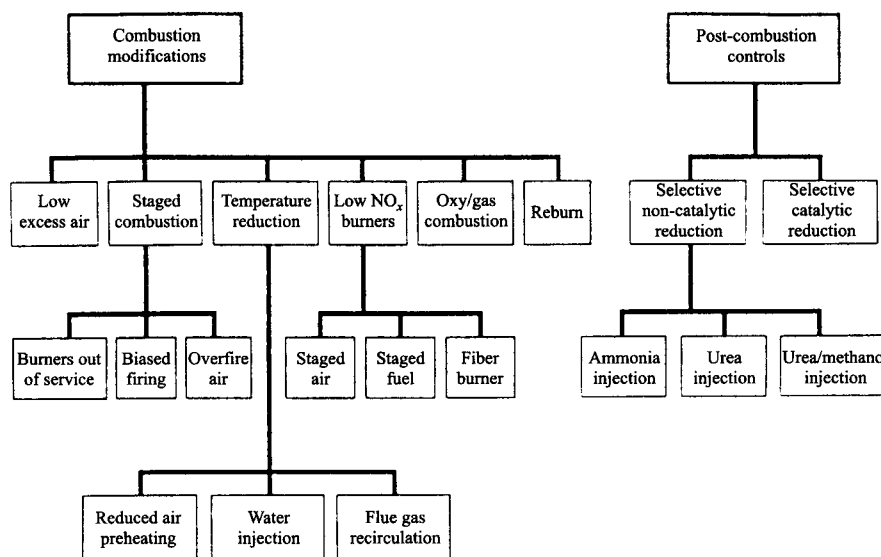 Combustion
modifications
Post-combustion
controls
Low
excess air
Staged
combustion
Temperature
reduction
Low NOx
burners
Oxy/gas
combustion
Reburn
Selective
non-catalytic
reduction
Selective
catalytic
reduction
Burners out
of service
Biased
firing
Overfire
air
Staged
air
Staged
fuel
Fiber
burner
Ammonia
injection
Urea
injection
Urea/methano
injection
Reduced air
preheating
Water
injection
Flue gas
recirculation